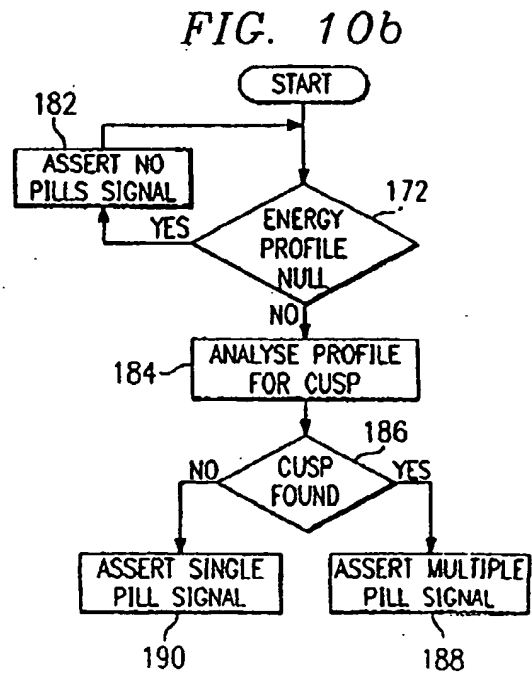 FIG. 10b
START
182
ASSERT NO
PILLS SIGNAL
172
YES
ENERGY
PROFILE
NULL
NO
184
ANALYSE PROFILE
FOR CUSP
186
NO
CUSP
FOUND
YES
ASSERT SINGLE
PILL SIGNAL
ASSERT MULTIPLE
PILL SIGNAL
190
188